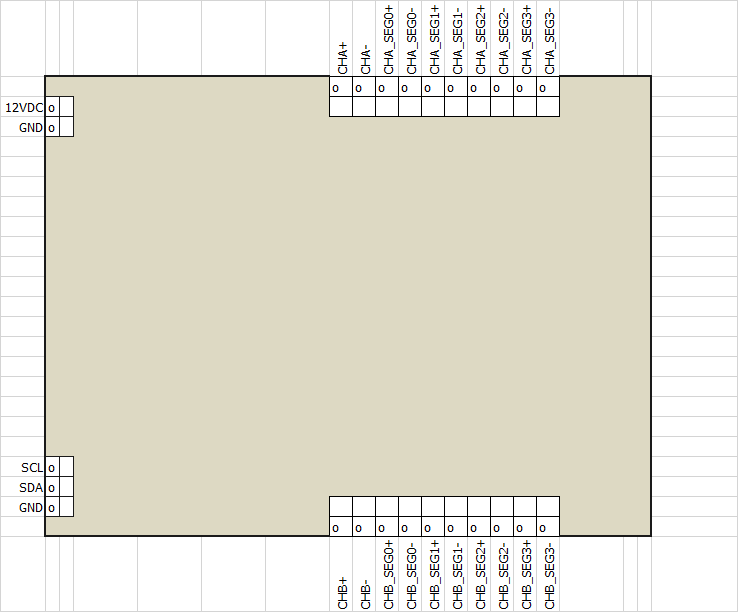 CHA+
CHA-
CHA_SEG0+
CHA_SEG0-
CHA_SEG1+
CHA_SEG1-
CHA_SEG2+
CHA_SEG2-
CHA_SEG3+
CHA_SEG3-
o o o o o o o o o o
12VDC o
GND o
SCL o
SDA o
GND o
o o o o o o o o o o
CHB+
CHB-
CHB_SEG0+
CHB_SEG0-
CHB_SEG1+
CHB_SEG1-
CHB_SEG2+
CHB_SEG2-
CHB_SEG3+
CHB_SEG3-